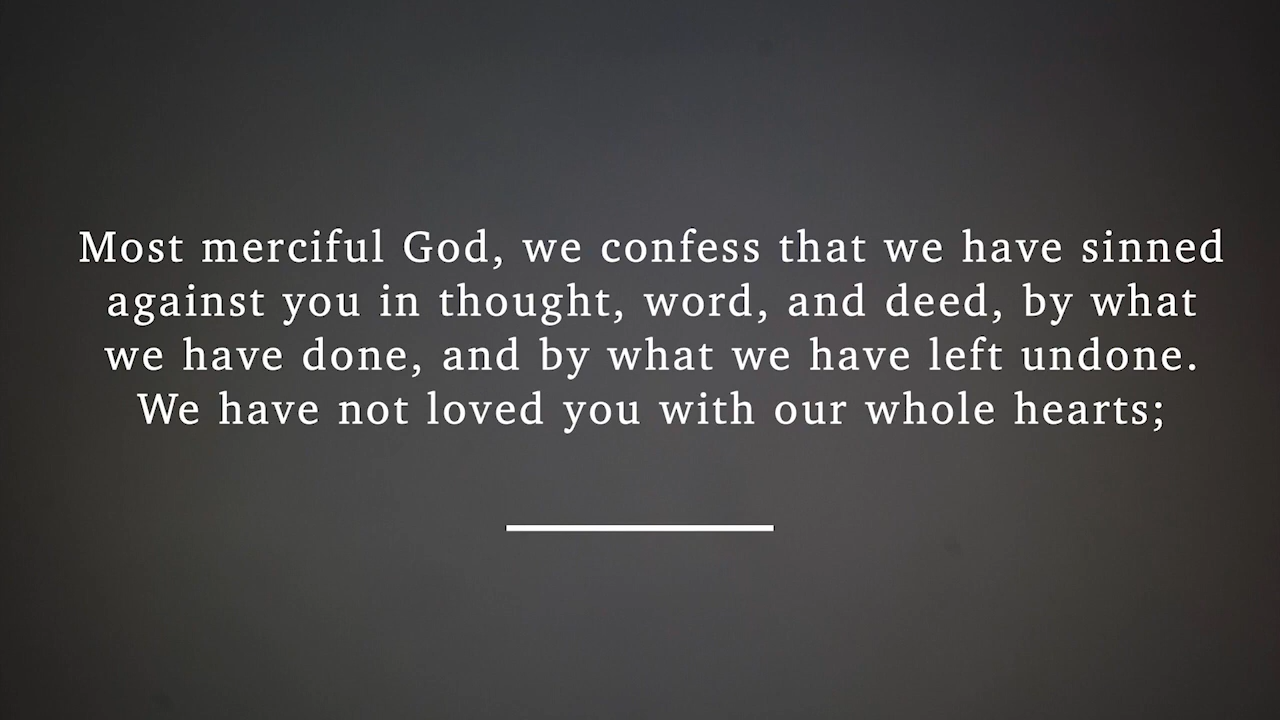 Most merciful God, we confess that we have sinned
against you in thought, word, and deed, by what
we have done, and by what we have left undone.
We have not loved you with our whole hearts;